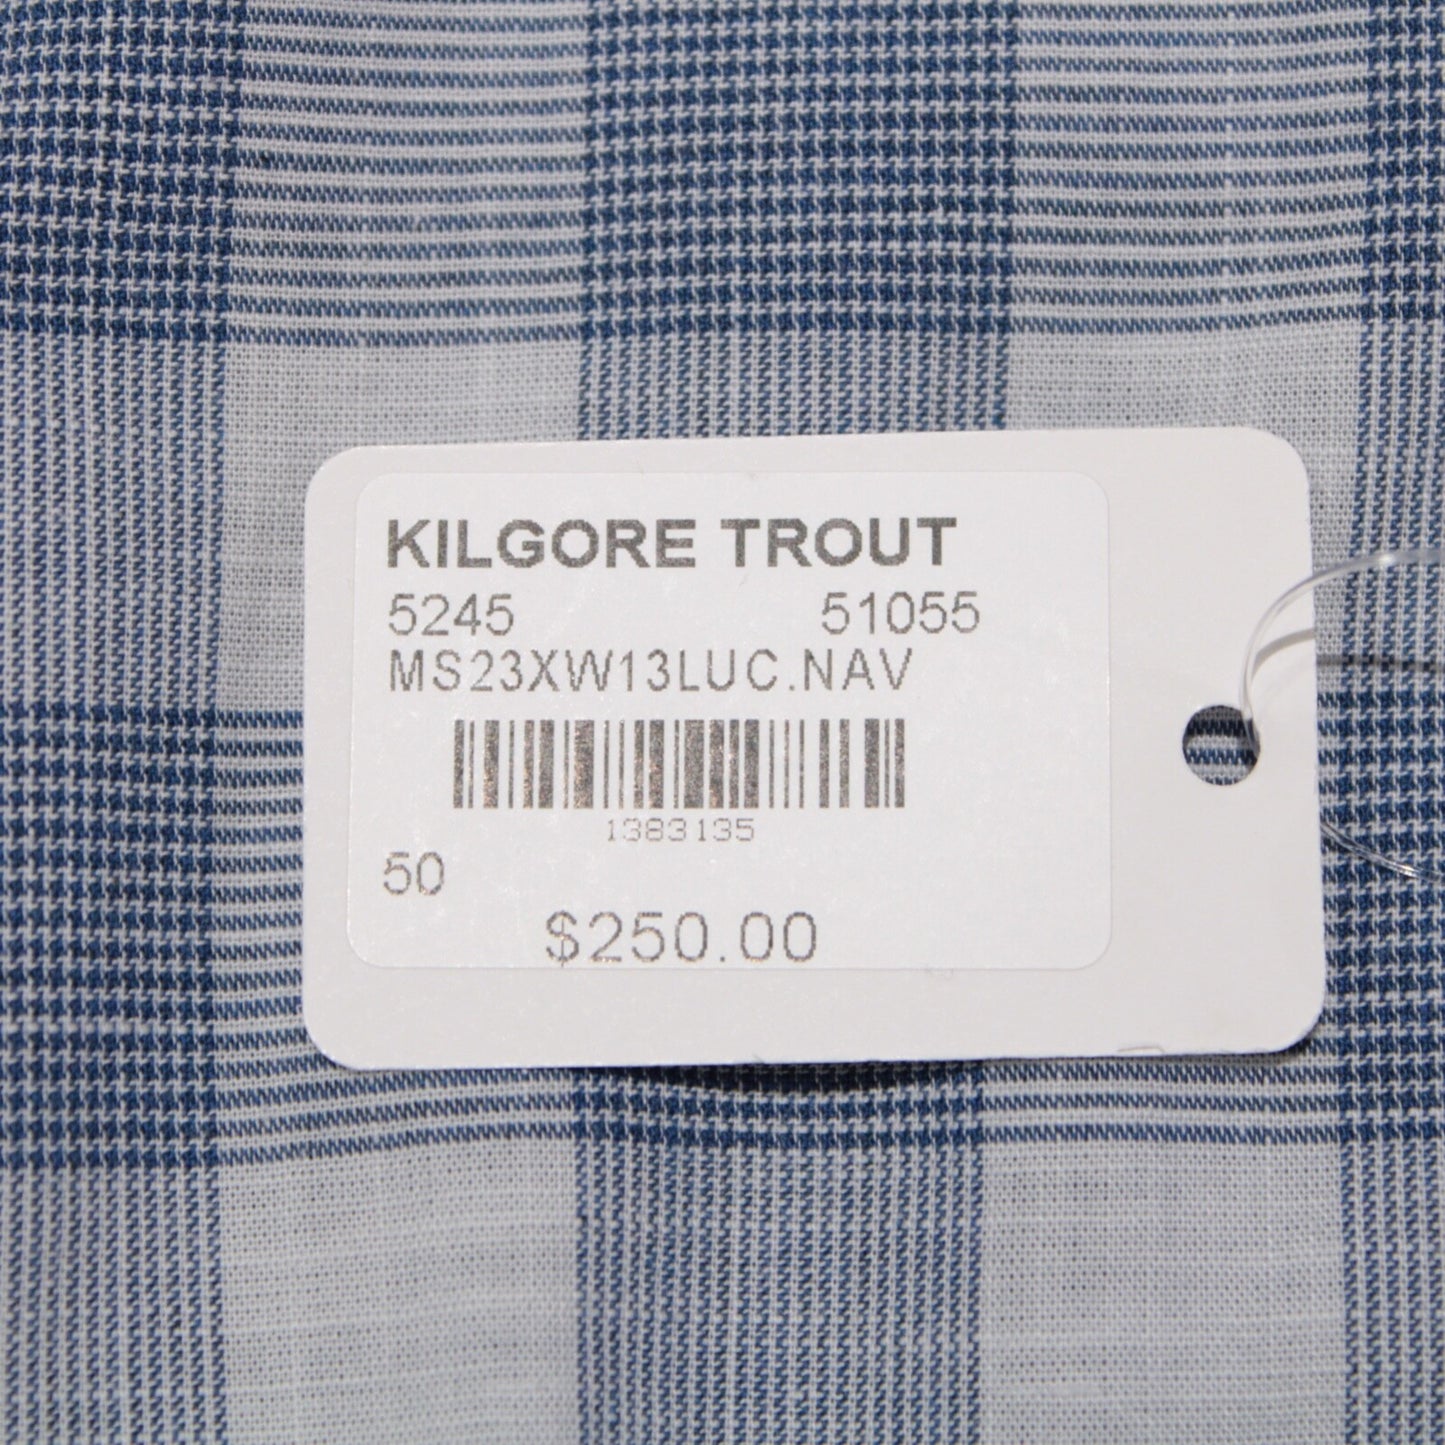 KILGORE TROUT
5245 51055
MS23XW13LUC.NAV
1383135
50
$250.00